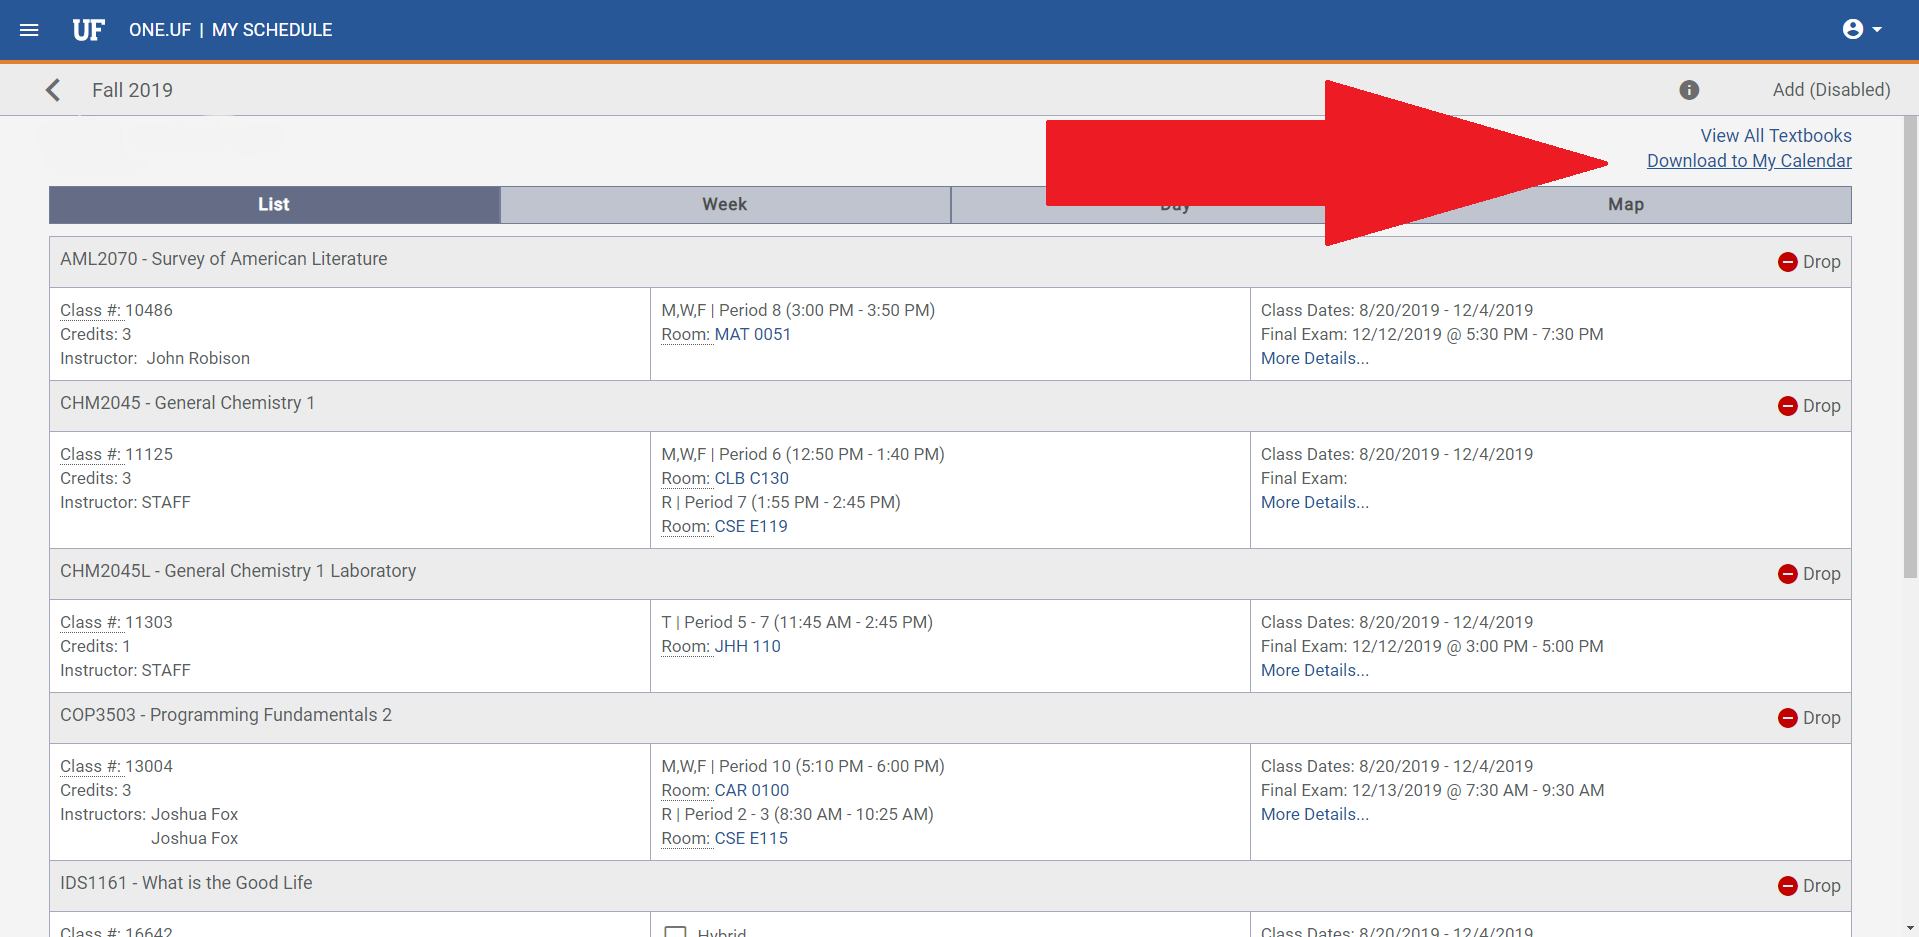 UF ONE.UF | MY SCHEDULE
Fall 2019
Add (Disabled)
View All Textbooks
Download to My Calendar
List Week Day Map
AML2070 - Survey of American Literature
Drop
Class #: 10486
Credits: 3
Instructor: John Robison
M,W,F | Period 8 (3:00 PM - 3:50 PM)
Room: MAT 0051
Class Dates: 8/20/2019 - 12/4/2019
Final Exam: 12/12/2019 @ 5:30 PM - 7:30 PM
More Details...
CHM2045 - General Chemistry 1
Drop
Class #: 11125
Credits: 3
Instructor: STAFF
M,W,F | Period 6 (12:50 PM - 1:40 PM)
Room: CLB C130
R | Period 7 (1:55 PM - 2:45 PM)
Room: CSE E119
Class Dates: 8/20/2019 - 12/4/2019
Final Exam:
More Details...
CHM2045L - General Chemistry 1 Laboratory
Drop
Class #: 11303
Credits: 1
Instructor: STAFF
T | Period 5 - 7 (11:45 AM - 2:45 PM)
Room: JHH 110
Class Dates: 8/20/2019 - 12/4/2019
Final Exam: 12/12/2019 @ 3:00 PM - 5:00 PM
More Details...
COP3503 - Programming Fundamentals 2
Drop
Class #: 13004
Credits: 3
Instructors: Joshua Fox
Joshua Fox
M,W,F | Period 10 (5:10 PM - 6:00 PM)
Room: CAR 0100
R | Period 2 - 3 (8:30 AM - 10:25 AM)
Room: CSE E115
Class Dates: 8/20/2019 - 12/4/2019
Final Exam: 12/13/2019 @ 7:30 AM - 9:30 AM
More Details...
IDS1161 - What is the Good Life
Drop
Class #: 16642
Hybrid
Class Dates: 8/20/2019 - 12/4/2019